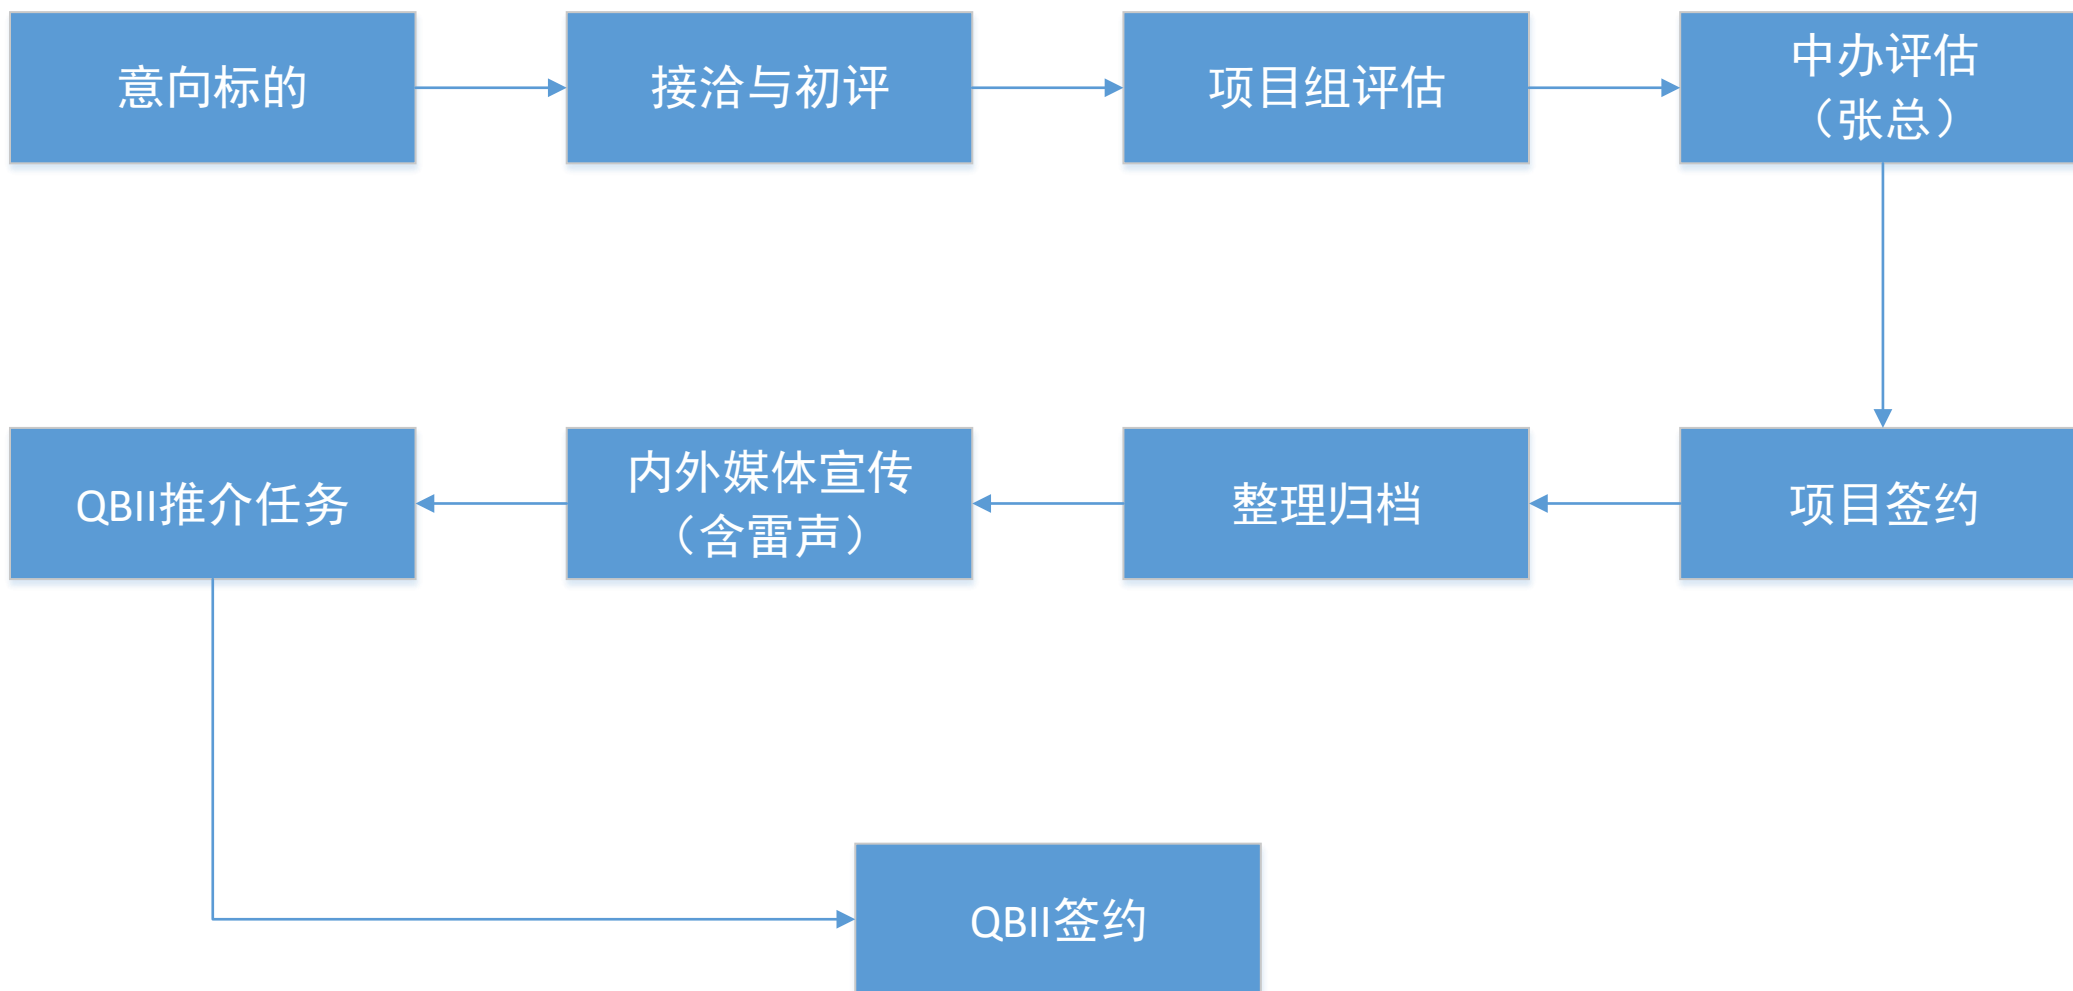 意向标的
接洽与初评
项目组评估
中办评估
（张总）
项目签约
整理归档
内外媒体宣传
（含雷声）
QBII推介任务
QBII签约